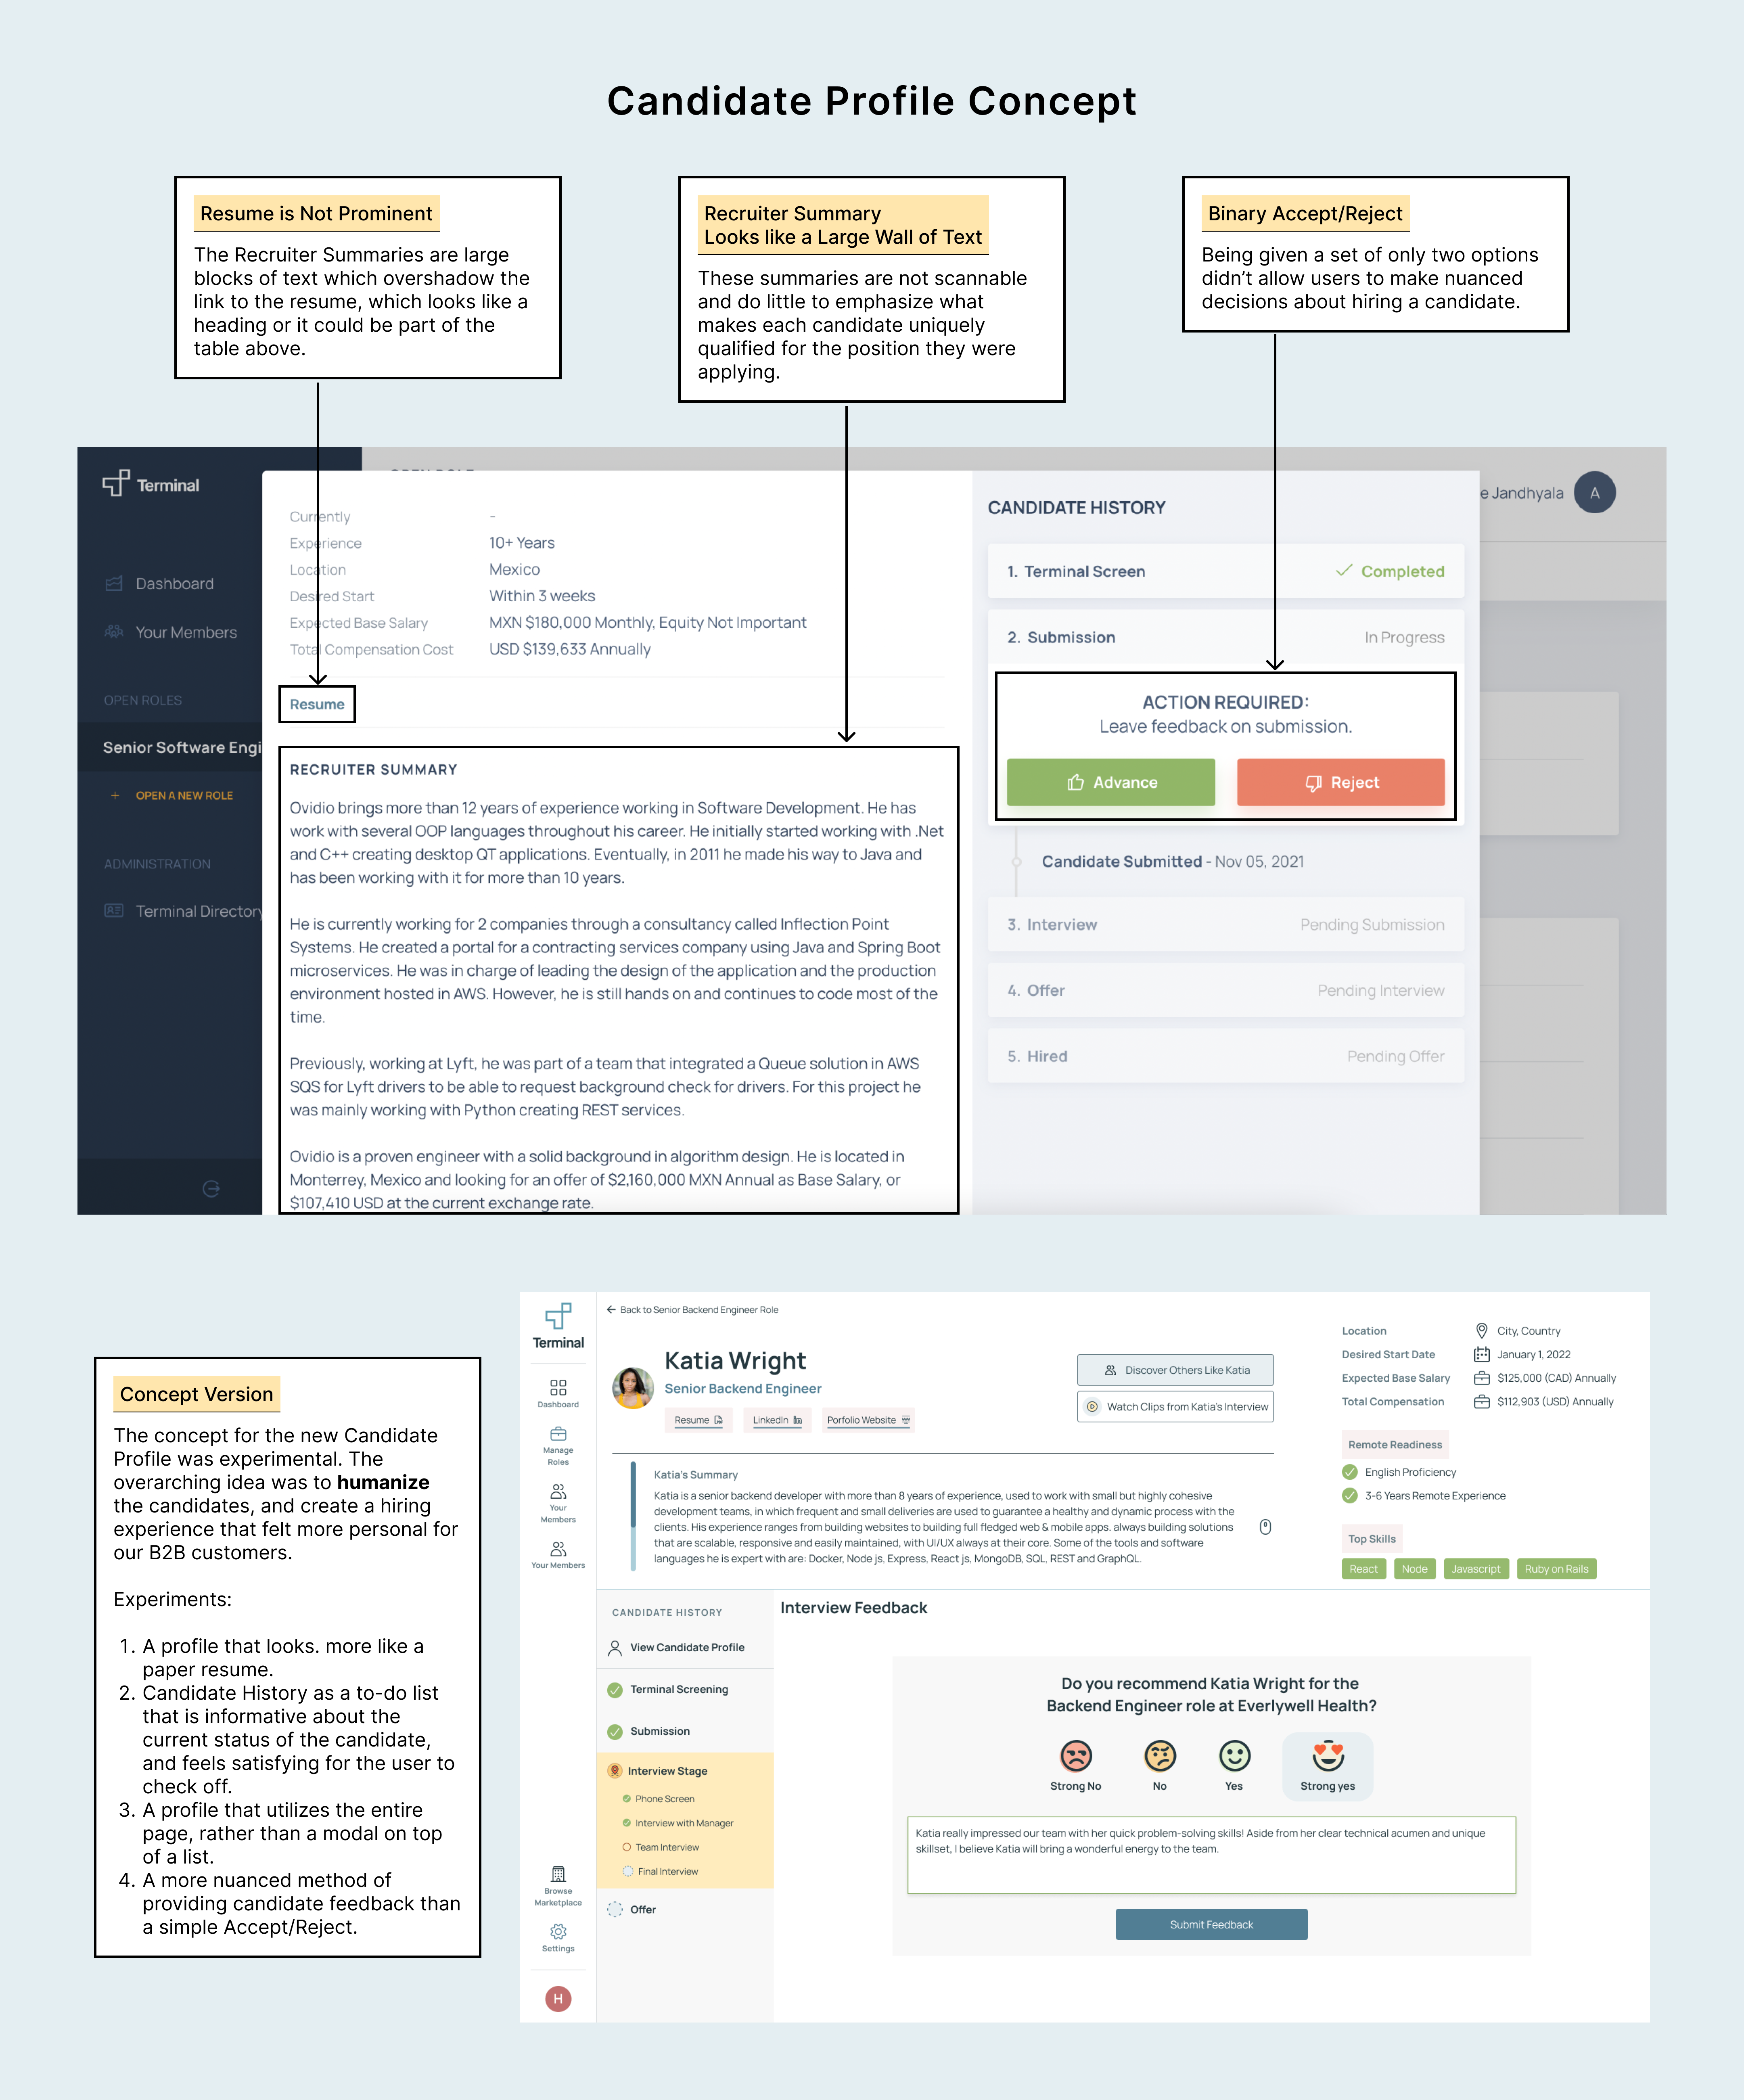 Candidate Profile Concept
Resume is Not Prominent
The Recruiter Summaries are large
blocks of text which overshadow the
link to the resume, which looks like a
heading or it could be part of the
table above.
Recruiter Summary
Looks like a Large Wall of Text
These summaries are not scannable
and do little to emphasize what
makes each candidate uniquely
qualified for the position they were
applying.
Binary Accept/Reject
Being given a set of only two options
didn't allow users to make nuanced
decisions about hiring a candidate.
Terminal
Dashboard
Your Members
OPEN ROLES
Senior Software Engi
+ OPEN A NEW ROLE
ADMINISTRATION
Terminal Directory
Currently -
Experience 10+ Years
Location Mexico
Desired Start Within 3 weeks
Expected Base Salary MXN $180,000 Monthly, Equity Not Important
Total Compensation Cost USD $139,633 Annually
Resume
RECRUITER SUMMARY
Ovidio brings more than 12 years of experience working in Software Development. He has
work with several OOP languages throughout his career. He initially started working with .Net
and C++ creating desktop QT applications. Eventually, in 2011 he made his way to Java and
has been working with it for more than 10 years.
He is currently working for 2 companies through a consultancy called Inflection Point
Systems. He created a portal for a contracting services company using Java and Spring Boot
microservices. He was in charge of leading the design of the application and the production
environment hosted in AWS. However, he is still hands on and continues to code most of the
time.
Previously, working at Lyft, he was part of a team that integrated a Queue solution in AWS
SQS for Lyft drivers to be able to request background check for drivers. For this project he
was mainly working with Python creating REST services.
Ovidio is a proven engineer with a solid background in algorithm design. He is located in
Monterrey, Mexico and looking for an offer of $2,160,000 MXN Annual as Base Salary, or
$107,410 USD at the current exchange rate.
CANDIDATE HISTORY
1. Terminal Screen Completed
2. Submission In Progress
ACTION REQUIRED:
Leave feedback on submission.
Advance Reject
Candidate Submitted - Nov 05, 2021
3. Interview Pending Submission
4. Offer Pending Interview
5. Hired Pending Offer
e Jandhyala A
Concept Version
The concept for the new Candidate
Profile was experimental. The
overarching idea was to humanize
the candidates, and create a hiring
experience that felt more personal for
our B2B customers.
Experiments:
1. A profile that looks. more like a
paper resume.
2. Candidate History as a to-do list
that is informative about the
current status of the candidate,
and feels satisfying for the user to
check off.
3. A profile that utilizes the entire
page, rather than a modal on top
of a list.
4. A more nuanced method of
providing candidate feedback than
a simple Accept/Reject.
Terminal
Dashboard
Manage
Roles
Your
Members
Your Members
Browse
Marketplace
Settings
H
Back to Senior Backend Engineer Role
Katia Wright
Senior Backend Engineer
Resume LinkedIn Porfolio Website
Discover Others Like Katia
Watch Clips from Katia's Interview
Katia's Summary
Katia is a senior backend developer with more than 8 years of experience, used to work with small but highly cohesive
development teams, in which frequent and small deliveries are used to guarantee a healthy and dynamic process with the
clients. His experience ranges from building websites to building full fledged web & mobile apps. always building solutions
that are scalable, responsive and easily maintained, with UI/UX always at their core. Some of the tools and software
languages he is expert with are: Docker, Node js, Express, React js, MongoDB, SQL, REST and GraphQL.
Location City, Country
Desired Start Date January 1, 2022
Expected Base Salary $125,000 (CAD) Annually
Total Compensation $112,903 (USD) Annually
Remote Readiness
English Proficiency
3-6 Years Remote Experience
Top Skills
React Node Javascript Ruby on Rails
CANDIDATE HISTORY
View Candidate Profile
Terminal Screening
Submission
Interview Stage
Phone Screen
Interview with Manager
Team Interview
Final Interview
Offer
Interview Feedback
Do you recommend Katia Wright for the
Backend Engineer role at Everlywell Health?
Strong No No Yes Strong yes
Katia really impressed our team with her quick problem-solving skills! Aside from her clear technical acumen and unique
skillset, I believe Katia will bring a wonderful energy to the team.
Submit Feedback